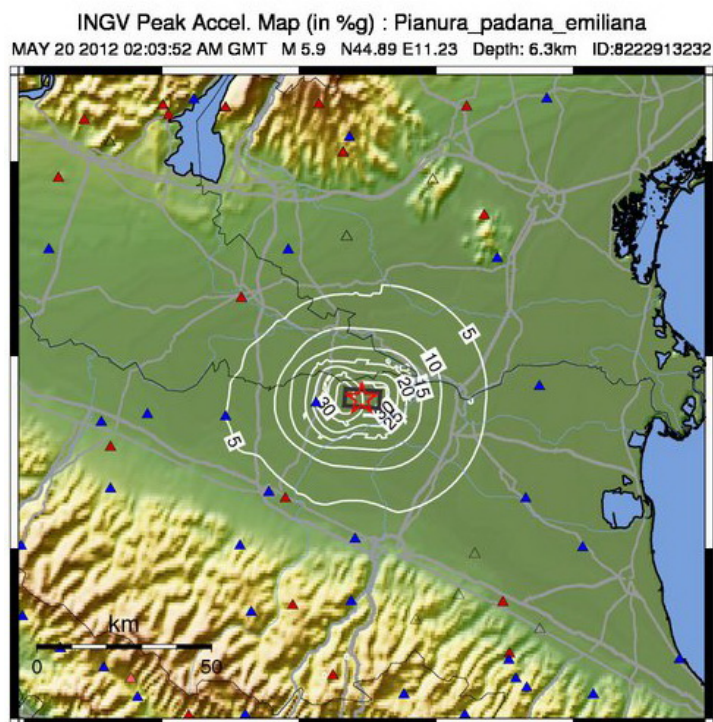 INGV Peak Accel. Map (in %g) : Pianura_padana_emiliana
MAY 20 2012 02:03:52 AM GMT M 5.9 N44.89 E11.23 Depth: 6.3km ID:8222913232
5
10
15
20
30
5
km
0 50